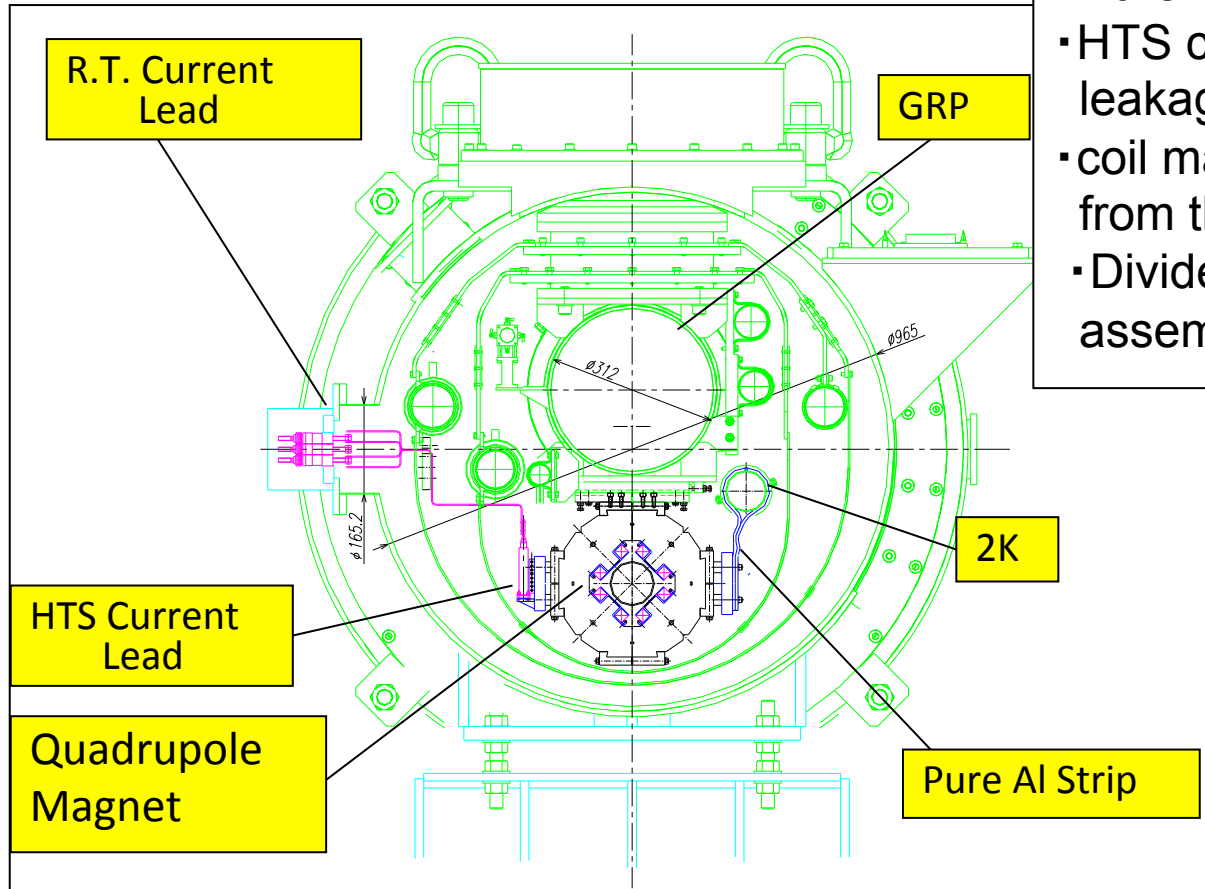 R.T. Current
Lead
GRP
・HTS c
leakag
・coil ma
from th
・Divide
assem
ø965
ø312
ø165.2
2K
HTS Current
Lead
Quadrupole
Magnet
Pure Al Strip